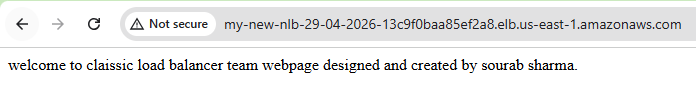 Not secure my-new-nlb-29-04-2026-13c9f0baa85ef2a8.elb.us-east-1.amazonaws.com
welcome to claissic load balancer team webpage designed and created by sourab sharma.